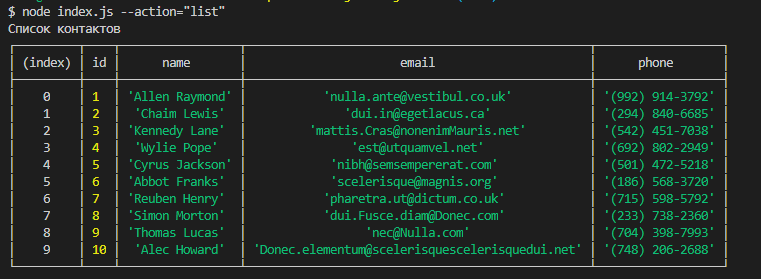 $ node index.js --action="list"
Список контактов
(index) id name email phone
0 1 'Allen Raymond' 'nulla.ante@vestibul.co.uk' '(992) 914-3792'
1 2 'Chaim Lewis' 'dui.in@egetlacus.ca' '(294) 840-6685'
2 3 'Kennedy Lane' 'mattis.Cras@nonenimMauris.net' '(542) 451-7038'
3 4 'Wylie Pope' 'est@utquamvel.net' '(692) 802-2949'
4 5 'Cyrus Jackson' 'nibh@semsempererat.com' '(501) 472-5218'
5 6 'Abbot Franks' 'scelerisque@magnis.org' '(186) 568-3720'
6 7 'Reuben Henry' 'pharetra.ut@dictum.co.uk' '(715) 598-5792'
7 8 'Simon Morton' 'dui.Fusce.diam@Donec.com' '(233) 738-2360'
8 9 'Thomas Lucas' 'nec@Nulla.com' '(704) 398-7993'
9 10 'Alec Howard' 'Donec.elementum@scelerisquescelerisquedui.net' '(748) 206-2688'